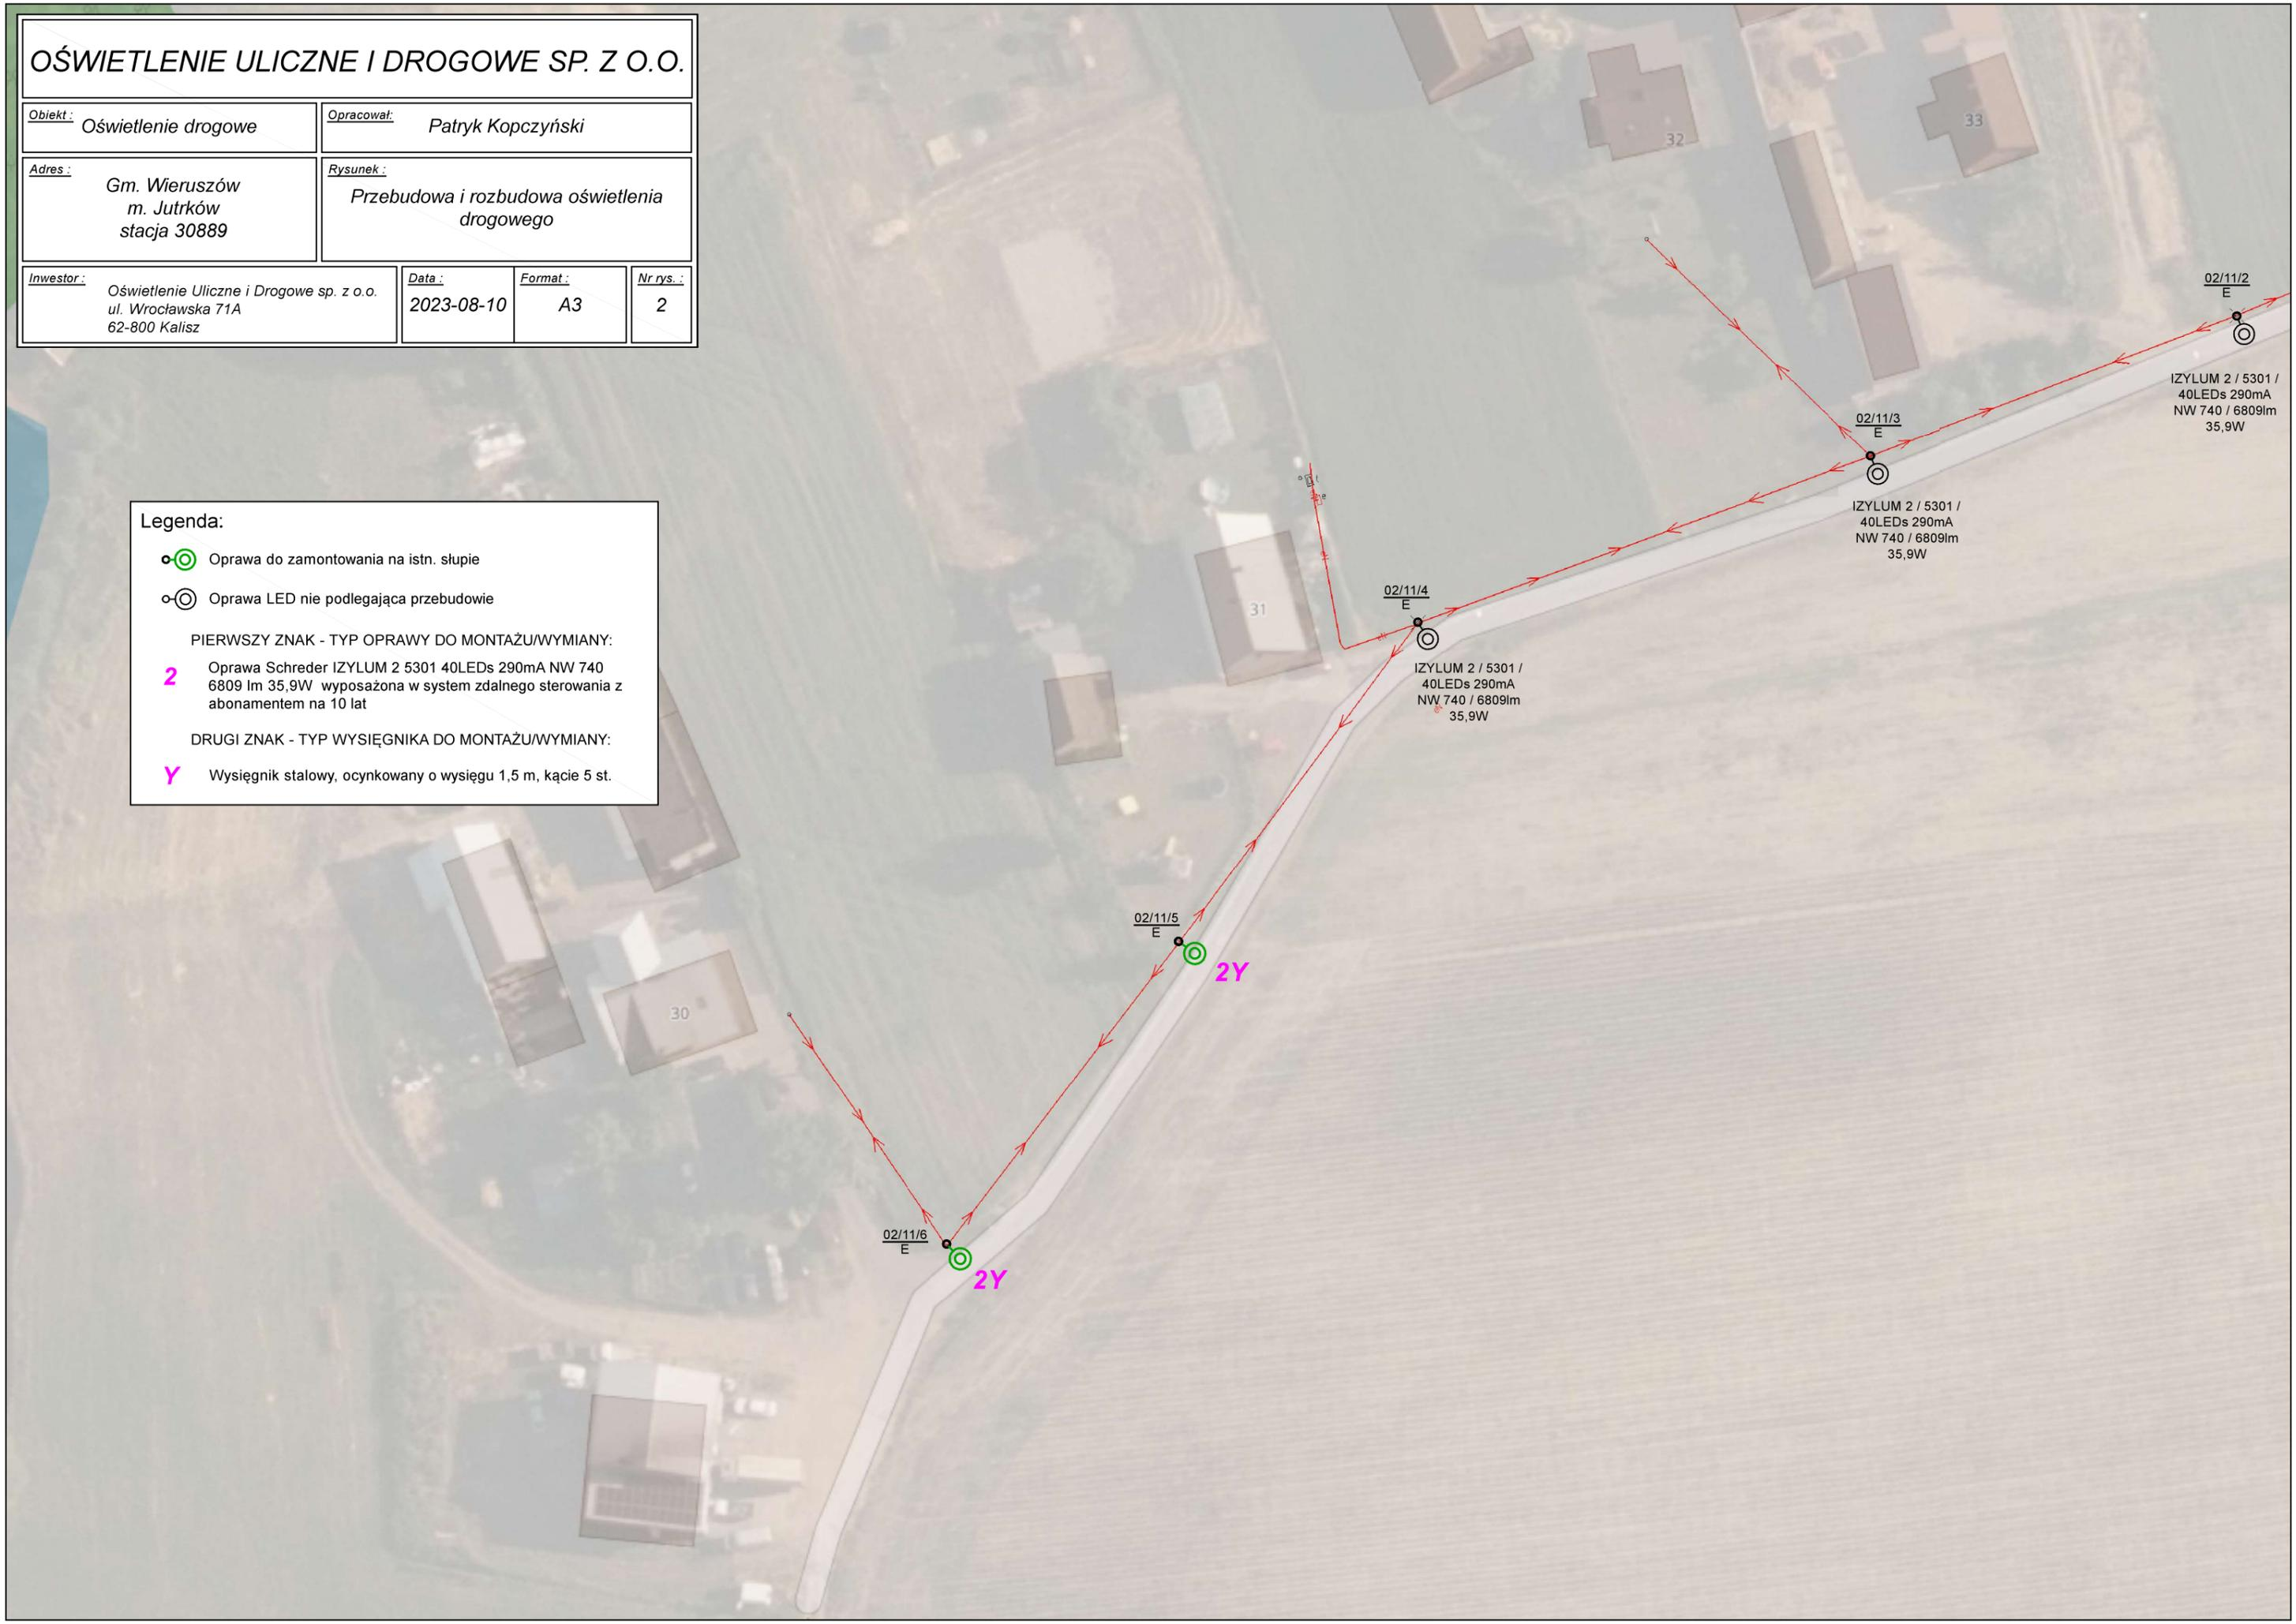 OŚWIETLENIE ULICZNE I DROGOWE SP. Z O.O.
Obiekt :
Oświetlenie drogowe
Opracował:
Patryk Kopczyński
Adres :
Gm. Wieruszów
m. Jutrków
stacja 30889
Rysunek :
Przebudowa i rozbudowa oświetlenia
drogowego
Inwestor :
Oświetlenie Uliczne i Drogowe sp. z o.o.
ul. Wrocławska 71A
62-800 Kalisz
Data :
2023-08-10
Format :
A3
Nr rys. :
2
32
33
02/11/2
E
IZYLUM 2 / 5301 /
40LEDs 290mA
NW 740 / 6809lm
35,9W
02/11/3
E
IZYLUM 2 / 5301 /
40LEDs 290mA
NW 740 / 6809lm
35,9W
Legenda:
Oprawa do zamontowania na istn. słupie
Oprawa LED nie podlegająca przebudowie
PIERWSZY ZNAK - TYP OPRAWY DO MONTAŻU/WYMIANY:
2
Oprawa Schreder IZYLUM 2 5301 40LEDs 290mA NW 740
6809 lm 35,9W wyposażona w system zdalnego sterowania z
abonamentem na 10 lat
DRUGI ZNAK - TYP WYSIĘGNIKA DO MONTAŻU/WYMIANY:
Y
Wysięgnik stalowy, ocynkowany o wysięgu 1,5 m, kącie 5 st.
31
02/11/4
E
IZYLUM 2 / 5301 /
40LEDs 290mA
NW 740 / 6809lm
35,9W
02/11/5
E
2Y
30
02/11/6
E
2Y